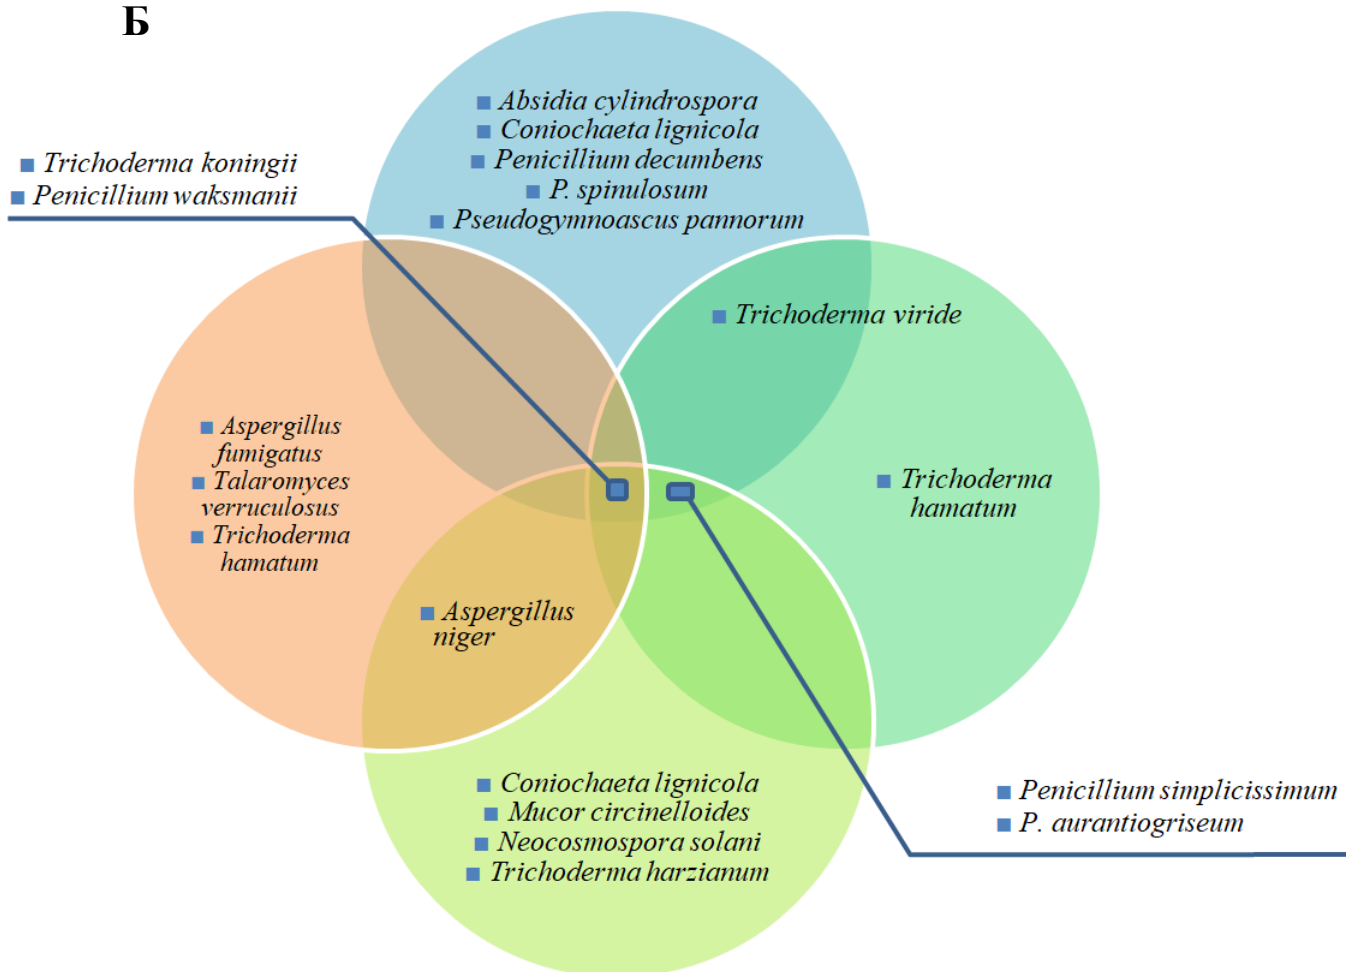 Б
■ Absidia cylindrospora
■ Coniochaeta lignicola
■ Penicillium decumbens
■ P. spinulosum
■ Pseudogymnoascus pannorum
■ Trichoderma koningii
■ Penicillium waksmanii
■ Trichoderma viride
■ Aspergillus
fumigatus
■ Talaromyces
verruculosus
■ Trichoderma
hamatum
■ Trichoderma
hamatum
■ Aspergillus
niger
■ Coniochaeta lignicola
■ Mucor circinelloides
■ Neocosmospora solani
■ Trichoderma harzianum
■ Penicillium simplicissimum
■ P. aurantiogriseum